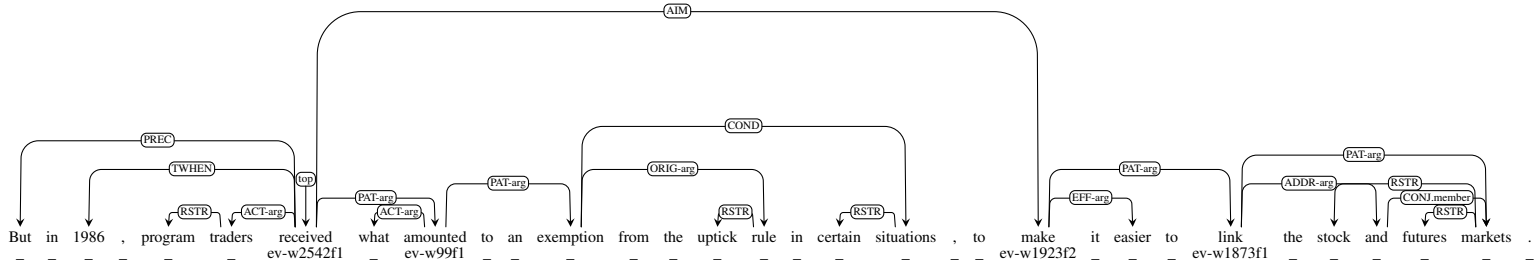 AIM
COND
PREC
PAT-arg
TWHEN ORIG-arg PAT-arg
top PAT-arg ADDR-arg RSTR
PAT-arg EFF-arg CONJ.member
RSTR ACT-arg ACT-arg RSTR RSTR RSTR
But in 1986 , program traders received what amounted to an exemption from the uptick rule in certain situations , to make it easier to link the stock and futures markets .
_ _ _ _ _ _ ev-w2542f1 _ ev-w99f1 _ _ _ _ _ _ _ _ _ _ _ _ ev-w1923f2 _ _ _ ev-w1873f1 _ _ _ _ _ _